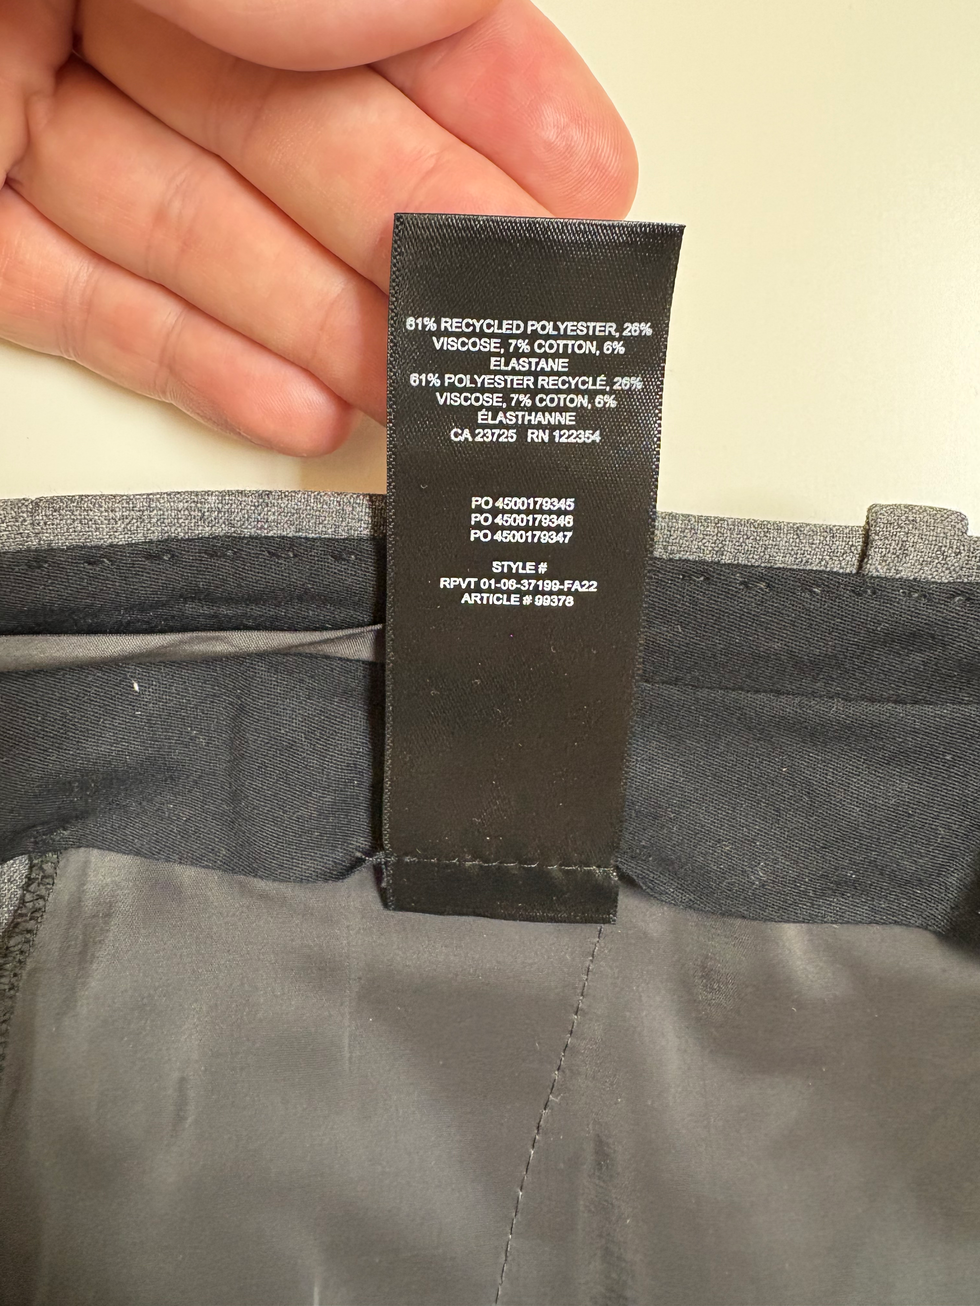 61% RECYCLED POLYESTER, 26%
VISCOSE, 7% COTTON, 6%
ELASTANE
61% POLYESTER RECYCLÉ, 26%
VISCOSE, 7% COTON, 6%
ÉLASTHANNE
CA 23725 RN 122354
PO 4500179345
PO 4500179346
PO 4500179347
STYLE #
RPVT 01-06-37199-FA22
ARTICLE # 99378